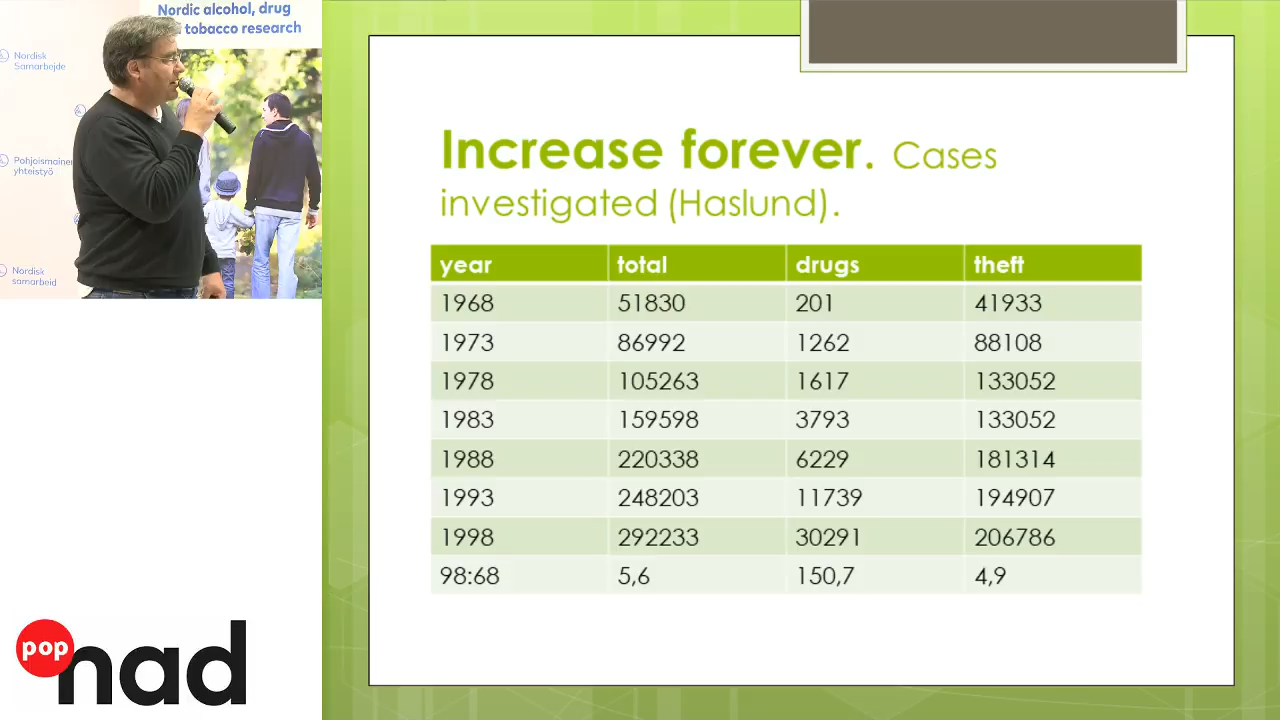 Nordic alcohol, drug
tobacco research
Nordisk
Samarbejde
Pohjoismainen
yhteistyö
Nordisk
samarbeid
Increase forever. Cases
investigated (Haslund).
year total drugs theft
1968 51830 201 41933
1973 86992 1262 88108
1978 105263 1617 133052
1983 159598 3793 133052
1988 220338 6229 181314
1993 248203 11739 194907
1998 292233 30291 206786
98:68 5,6 150,7 4,9
pop
nad